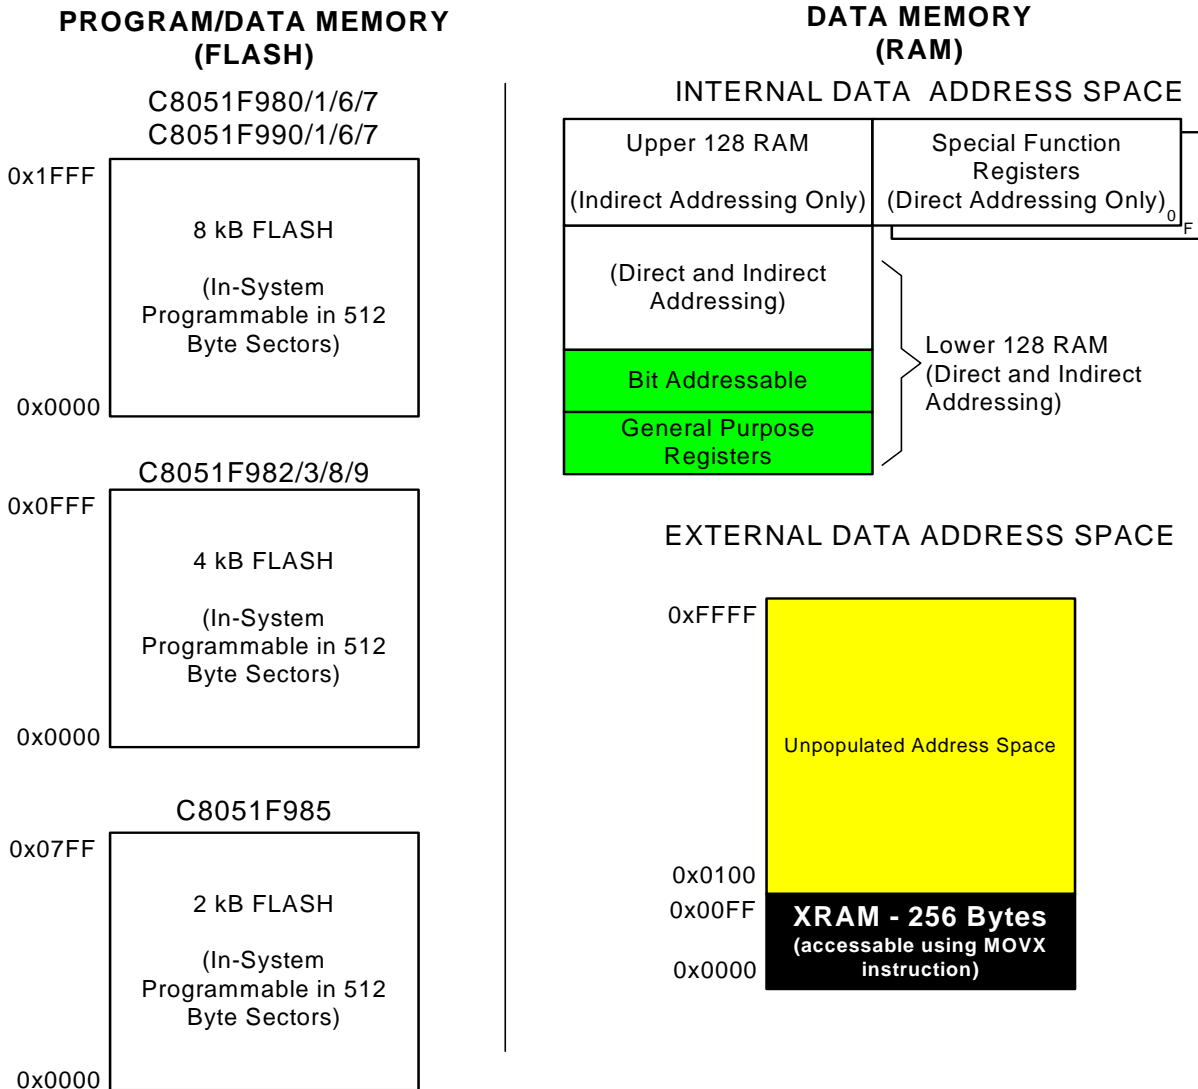 PROGRAM/DATA MEMORY
(FLASH)
C8051F980/1/6/7
C8051F990/1/6/7
0x1FFF
8 kB FLASH
(In-System
Programmable in 512
Byte Sectors)
0x0000
C8051F982/3/8/9
0x0FFF
4 kB FLASH
(In-System
Programmable in 512
Byte Sectors)
0x0000
C8051F985
0x07FF
2 kB FLASH
(In-System
Programmable in 512
Byte Sectors)
0x0000
DATA MEMORY
(RAM)
INTERNAL DATA ADDRESS SPACE
Upper 128 RAM
(Indirect Addressing Only)
Special Function
Registers
(Direct Addressing Only)
0
F
(Direct and Indirect
Addressing)
Bit Addressable
General Purpose
Registers
Lower 128 RAM
(Direct and Indirect
Addressing)
EXTERNAL DATA ADDRESS SPACE
0xFFFF
Unpopulated Address Space
0x0100
0x00FF
XRAM - 256 Bytes
(accessable using MOVX
instruction)
0x0000